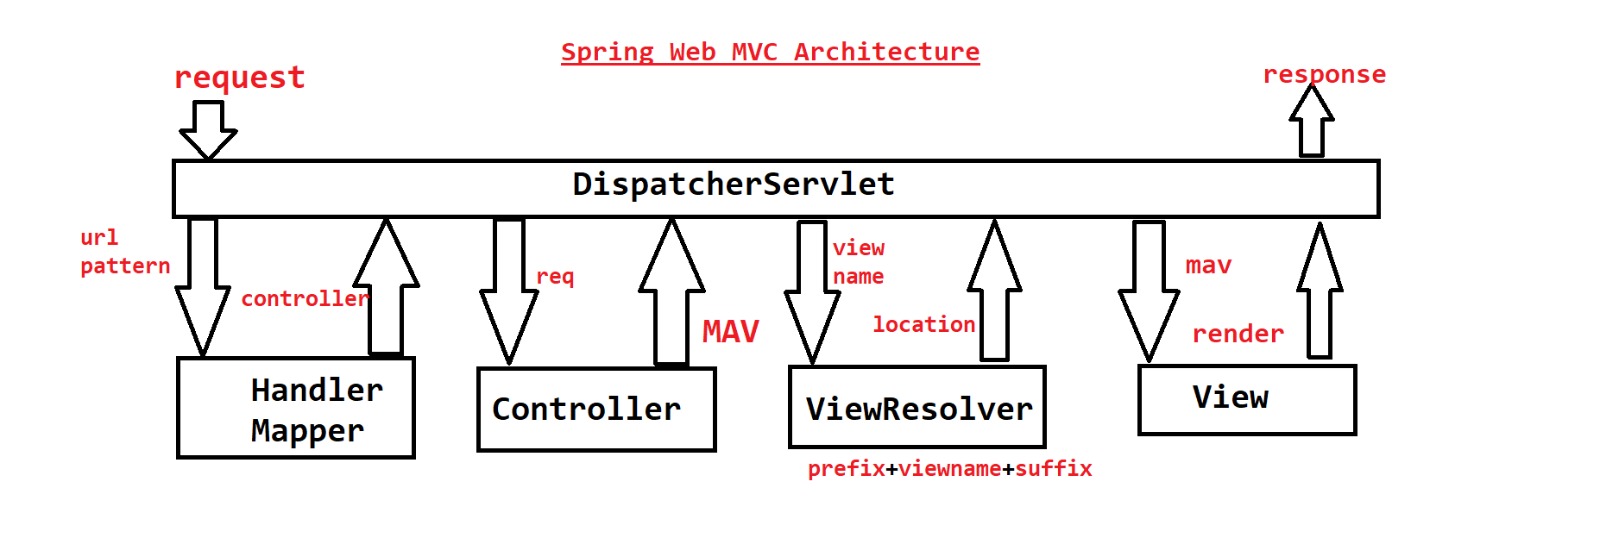 Spring Web MVC Architecture
request
response
DispatcherServlet
url
pattern
controller
req
MAV
view
name
location
mav
render
Handler
Mapper
Controller
ViewResolver
View
prefix+viewname+suffix